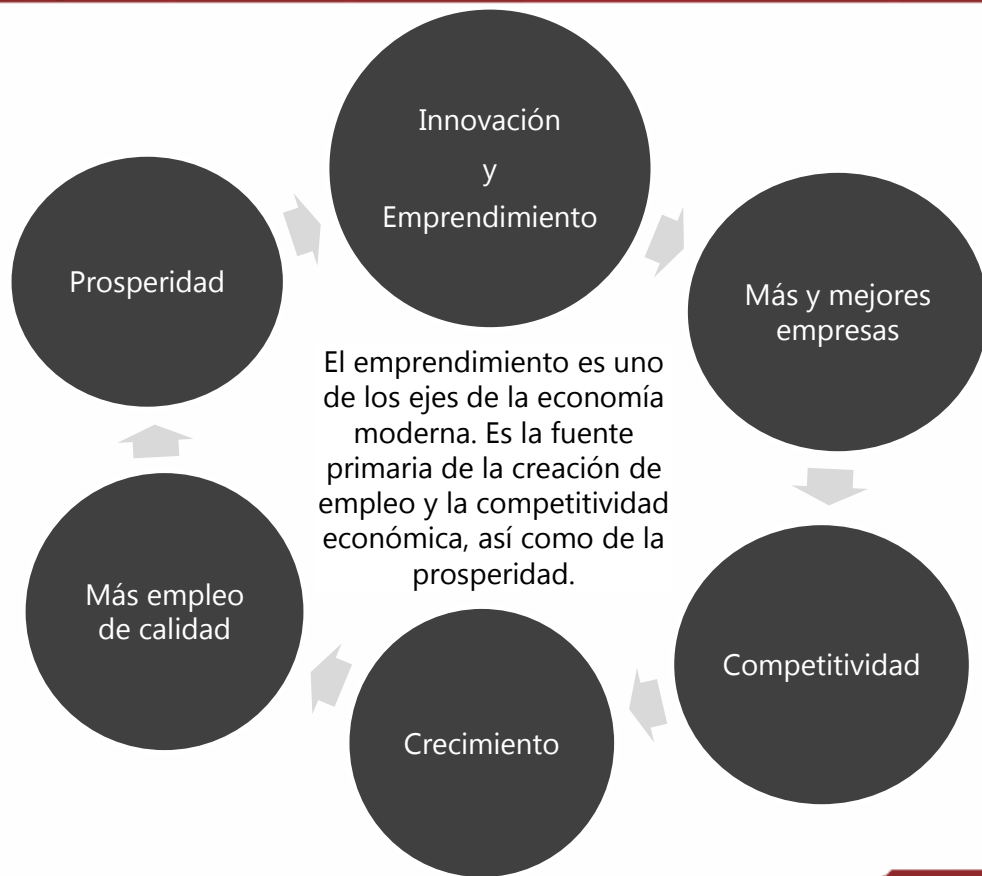 Innovación
y
Emprendimiento
Más y mejores
empresas
Competitividad
Crecimiento
Más empleo
de calidad
Prosperidad
El emprendimiento es uno
de los ejes de la economía
moderna. Es la fuente
primaria de la creación de
empleo y la competitividad
económica, así como de la
prosperidad.